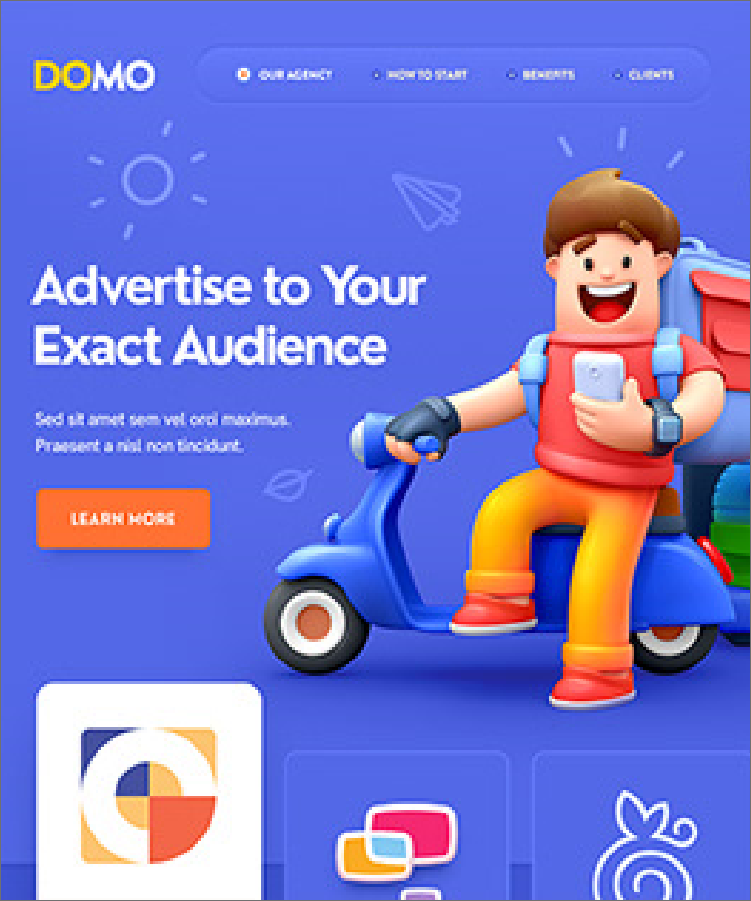 DOMO
OUR AGENCY
HOW TO START
BENEFITS
CLIENTS
Advertise to Your
Exact Audience
Sed sit amet sem vel orci maximus.
Praesent a nisl non tincidunt.
LEARN MORE